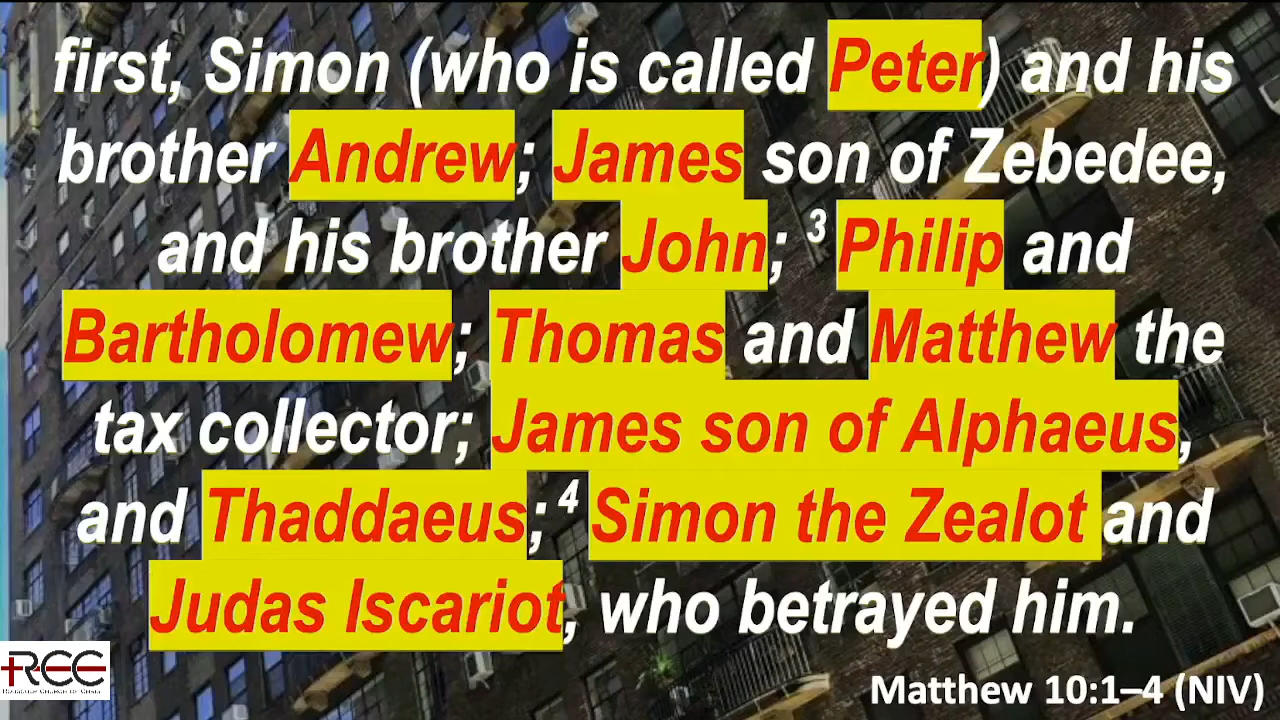 first, Simon (who is called Peter) and his
brother Andrew; James son of Zebedee,
and his brother John; ³ Philip and
Bartholomew; Thomas and Matthew the
tax collector; James son of Alphaeus,
and Thaddaeus; ⁴ Simon the Zealot and
Judas Iscariot, who betrayed him.
RCC
Matthew 10:1–4 (NIV)